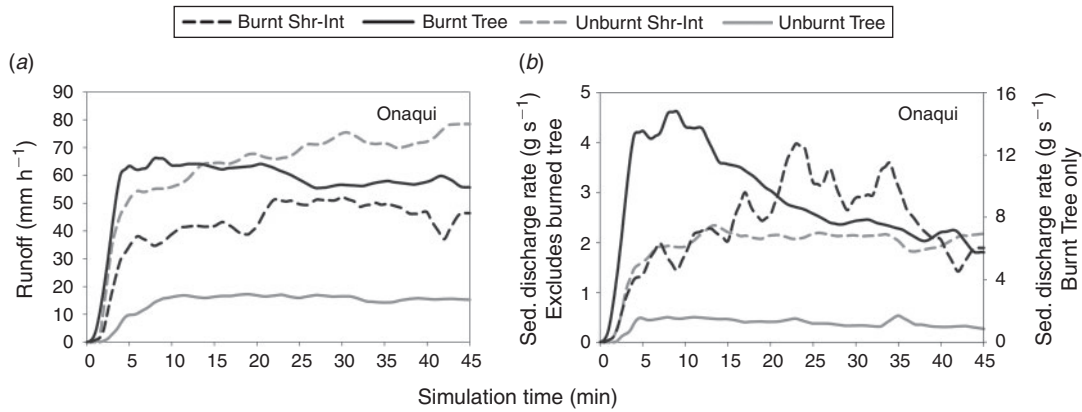 Burnt Shr-Int Burnt Tree Unburnt Shr-Int Unburnt Tree
(a)
90
80
70
60
50
40
30
20
10
0
Runoff (mm h−1)
Onaqui
0 5 10 15 20 25 30 35 40 45
(b)
5
4
3
2
1
0
Sed. discharge rate (g s−1)
Excludes burned tree
Onaqui
16
12
8
4
0
Sed. discharge rate (g s−1)
Burnt Tree only
0 5 10 15 20 25 30 35 40 45
Simulation time (min)